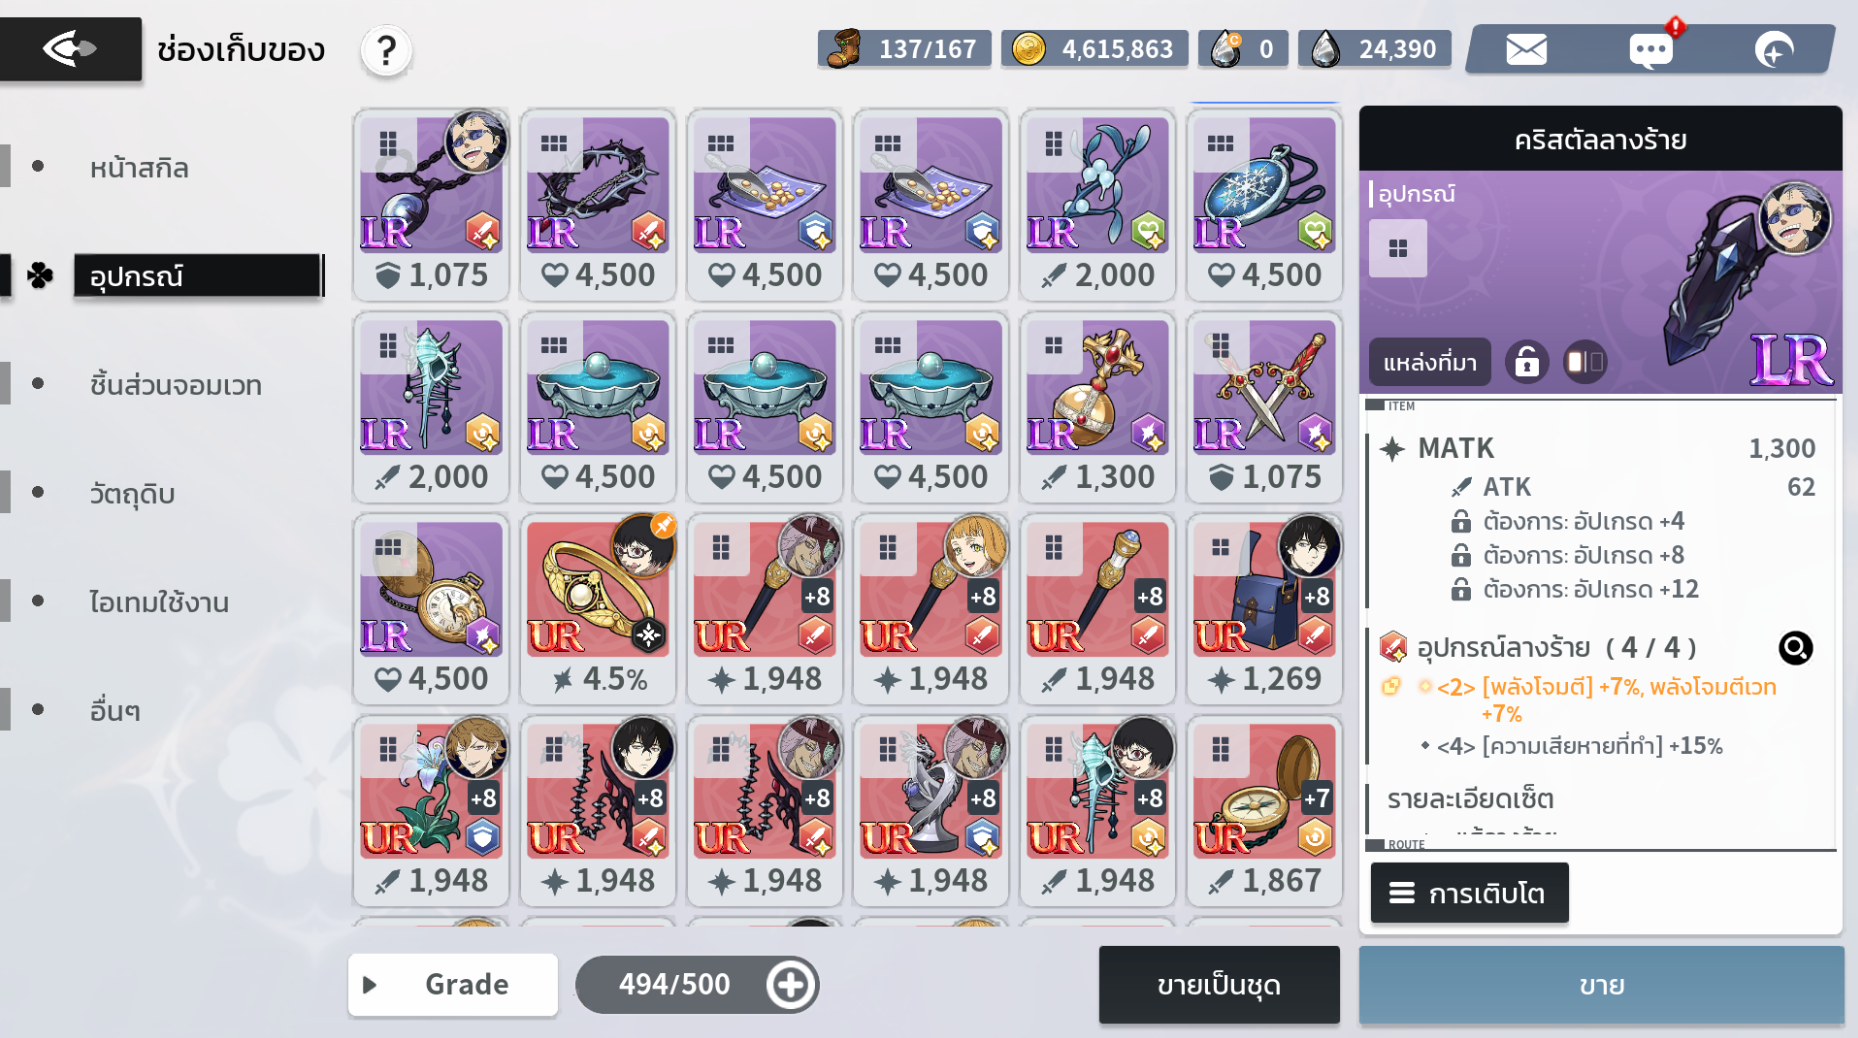 ช่องเก็บของ
?
137/167
4,615,863
0
24,390
หน้าสกิล
อุปกรณ์
ชิ้นส่วนจอมเวท
วัตถุดิบ
ไอเทมใช้งาน
อื่นๆ
LR LR LR LR LR LR
1,075 4,500 4,500 4,500 2,000 4,500
LR LR LR LR LR LR
2,000 4,500 4,500 4,500 1,300 1,075
+8 +8 +8 +8
LR UR UR UR UR UR
4,500 4.5% 1,948 1,948 1,948 1,269
+8 +8 +8 +8 +8 +7
UR UR UR UR UR UR
1,948 1,948 1,948 1,948 1,948 1,867
Grade
494/500
ขายเป็นชุด
คริสตัลลางร้าย
อุปกรณ์
แหล่งที่มา
LR
ITEM
MATK 1,300
ATK 62
ต้องการ: อัปเกรด +4
ต้องการ: อัปเกรด +8
ต้องการ: อัปเกรด +12
อุปกรณ์ลางร้าย ( 4 / 4 )
<2> [พลังโจมตี] +7%, พลังโจมตีเวท
+7%
<4> [ความเสียหายที่ทำ] +15%
รายละเอียดเซ็ต
ROUTE
การเติบโต
ขาย